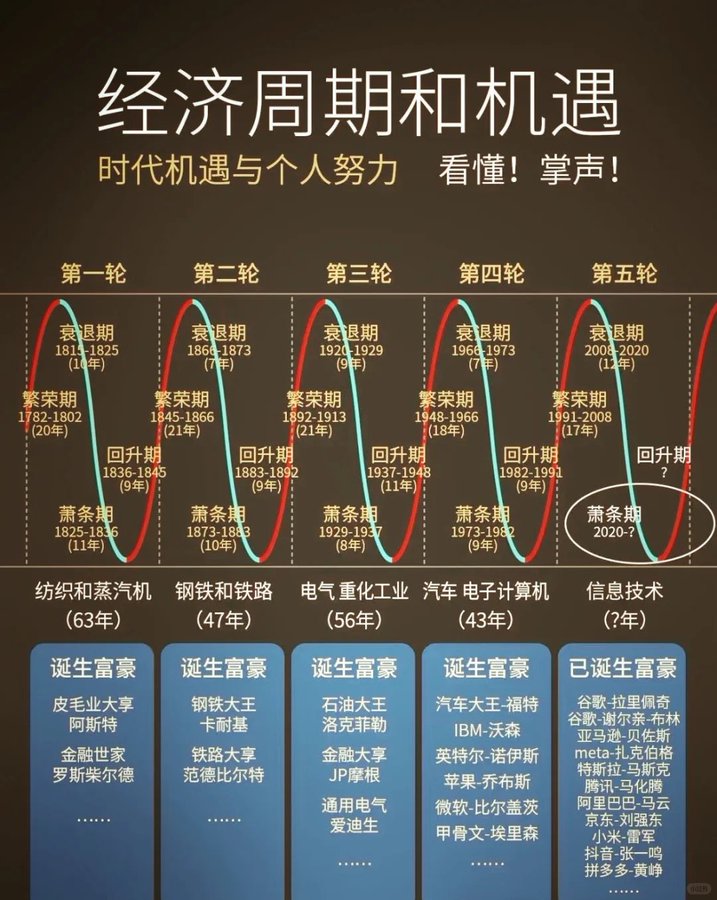 经济周期和机遇
时代机遇与个人努力 看懂！掌声！
第一轮 第二轮 第三轮 第四轮 第五轮
衰退期
1815-1825
(10年)
繁荣期
1782-1802
(20年)
回升期
1836-1845
(9年)
萧条期
1825-1836
(11年)
衰退期
1866-1873
(7年)
繁荣期
1845-1866
(21年)
回升期
1883-1892
(9年)
萧条期
1873-1883
(10年)
衰退期
1920-1929
(9年)
繁荣期
1892-1913
(21年)
回升期
1937-1948
(11年)
萧条期
1929-1937
(8年)
衰退期
1966-1973
(7年)
繁荣期
1948-1966
(18年)
回升期
1982-1991
(9年)
萧条期
1973-1982
(9年)
衰退期
2008-2020
(12年)
繁荣期
1991-2008
(17年)
回升期
?
萧条期
2020-?
纺织和蒸汽机
（63年）
钢铁和铁路
（47年）
电气 重化工业
（56年）
汽车 电子计算机
（43年）
信息技术
（?年）
诞生富豪
皮毛业大享
阿斯特
金融世家
罗斯柴尔德
……
诞生富豪
钢铁大王
卡耐基
铁路大享
范德比尔特
……
诞生富豪
石油大王
洛克菲勒
金融大享
JP摩根
通用电气
爱迪生
……
诞生富豪
汽车大王-福特
IBM-沃森
英特尔-诺伊斯
苹果-乔布斯
微软-比尔盖茨
甲骨文-埃里森
……
已诞生富豪
谷歌-拉里佩奇
谷歌-谢尔亲-布林
亚马逊-贝佐斯
meta-扎克伯格
特斯拉-马斯克
腾讯-马化腾
阿里巴巴-马云
京东-刘强东
小米-雷军
抖音-张一鸣
拼多多-黄峥
……